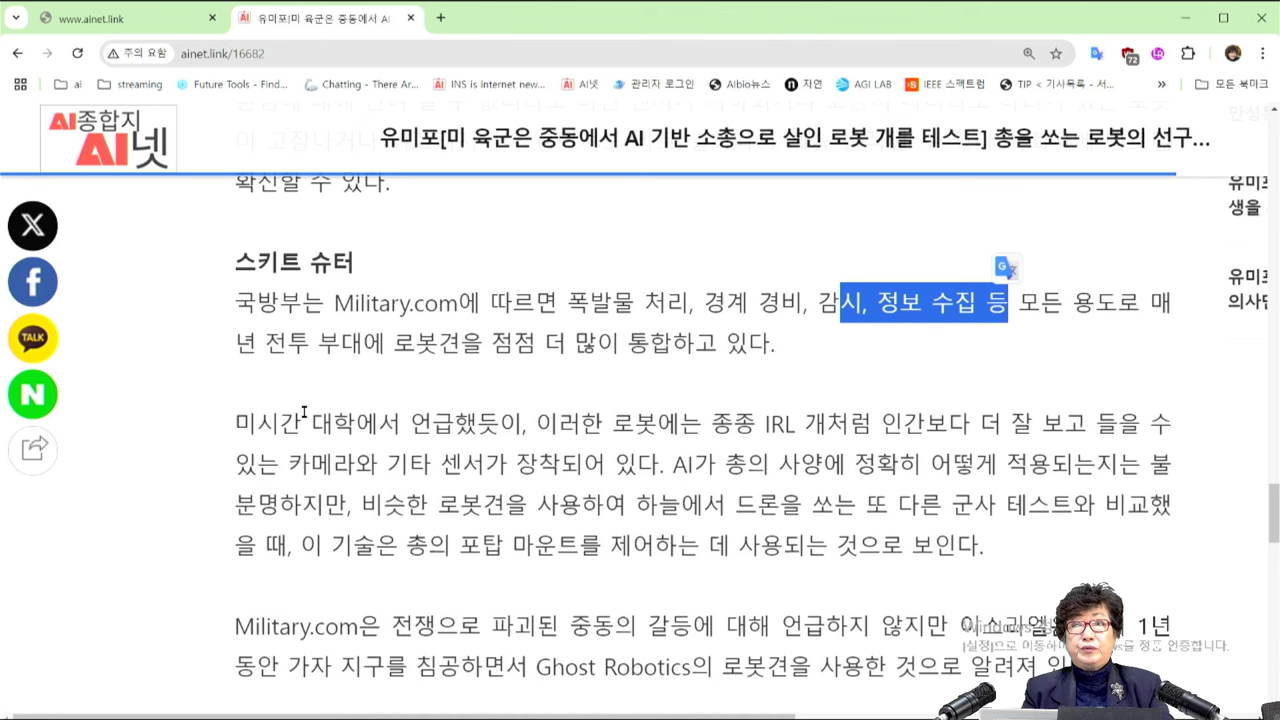 www.ainet.link
유미포[미 육군은 중동에서 AI
주의 요함
ainet.link/16682
72
ai
streaming
Future Tools - Find...
Chatting - There Ar...
INS is internet new...
AI넷
관리자 로그인
Aibio뉴스
자연
AGI LAB
IEEE 스펙트럼
TIP < 기사목록 - 서...
모든 북마크
AI종합지
AI넷
유미포[미 육군은 중동에서 AI 기반 소총으로 살인 로봇 개를 테스트] 총을 쏘는 로봇의 선구...
확신할 수 있다.
유미포
생을
유미포
의사단
TALK
N
스키트 슈터
국방부는 Military.com에 따르면 폭발물 처리, 경계 경비, 감시, 정보 수집 등 모든 용도로 매
년 전투 부대에 로봇견을 점점 더 많이 통합하고 있다.
미시간 대학에서 언급했듯이, 이러한 로봇에는 종종 IRL 개처럼 인간보다 더 잘 보고 들을 수
있는 카메라와 기타 센서가 장착되어 있다. AI가 총의 사양에 정확히 어떻게 적용되는지는 불
분명하지만, 비슷한 로봇견을 사용하여 하늘에서 드론을 쏘는 또 다른 군사 테스트와 비교했
을 때, 이 기술은 총의 포탑 마운트를 제어하는 데 사용되는 것으로 보인다.
Military.com은 전쟁으로 파괴된 중동의 갈등에 대해 언급하지 않지만 1년
동안 가자 지구를 침공하면서 Ghost Robotics의 로봇견을 사용한 것으로 알려져
Windows
정품 인증합니다.